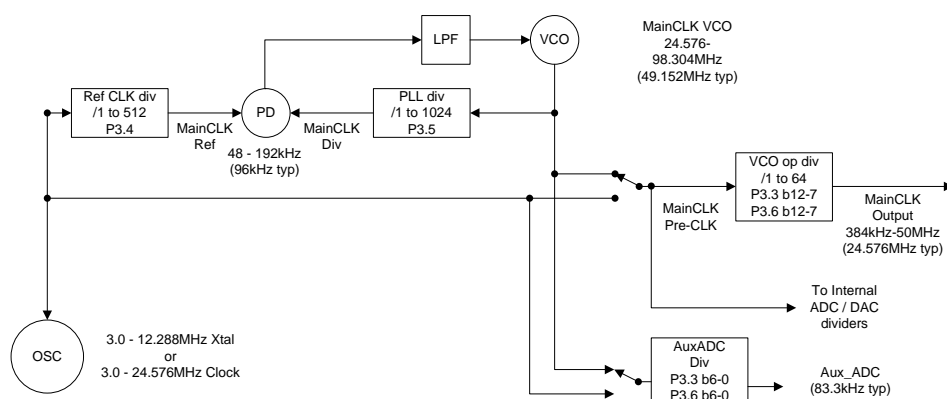 MainCLK VCO
24.576-
98.304MHz
(49.152MHz typ)
LPF
VCO
Ref CLK div
/1 to 512
P3.4
MainCLK
Ref
PD
48 - 192kHz
(96kHz typ)
MainCLK
Div
PLL div
/1 to 1024
P3.5
MainCLK
Pre-CLK
VCO op div
/1 to 64
P3.3 b12-7
P3.6 b12-7
MainCLK
Output
384kHz-50MHz
(24.576MHz typ)
To Internal
ADC / DAC
dividers
OSC
3.0 - 12.288MHz Xtal
or
3.0 - 24.576MHz Clock
AuxADC
Div
P3.3 b6-0
P3.6 b6-0
Aux_ADC
(83.3kHz typ)